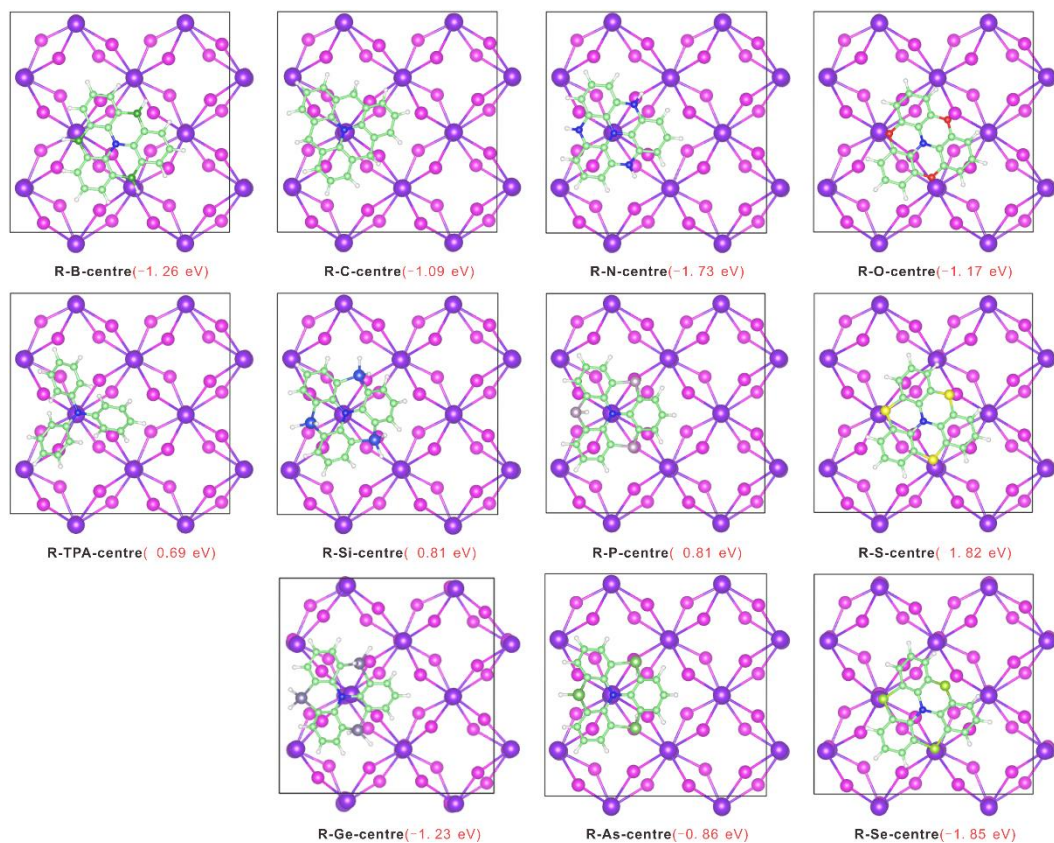 R-B-centre(-1.26 eV)
R-C-centre(-1.09 eV)
R-N-centre(-1.73 eV)
R-O-centre(-1.17 eV)
R-TPA-centre( 0.69 eV)
R-Si-centre( 0.81 eV)
R-P-centre( 0.81 eV)
R-S-centre( 1.82 eV)
R-Ge-centre(-1.23 eV)
R-As-centre(-0.86 eV)
R-Se-centre(-1.85 eV)